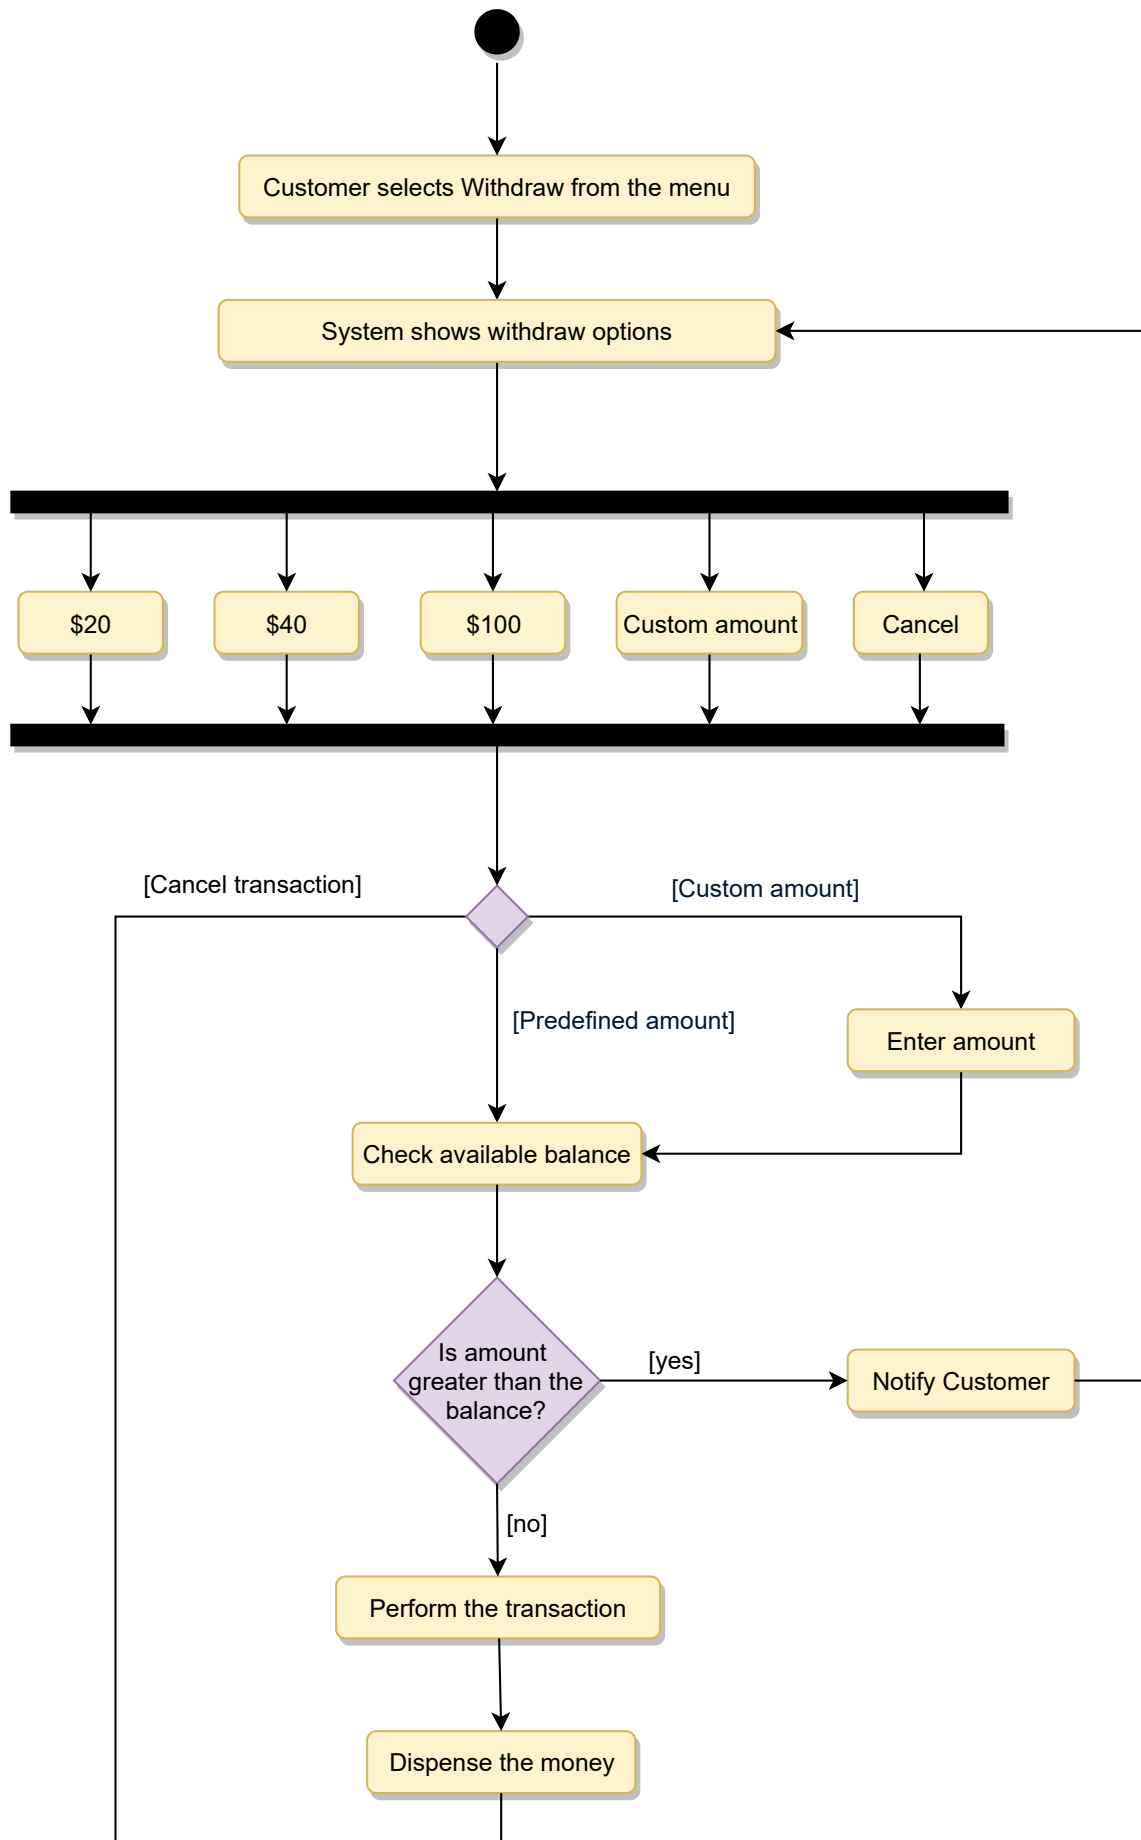 Customer selects Withdraw from the menu
System shows withdraw options
$20
$40
$100
Custom amount
Cancel
[Cancel transaction]
[Custom amount]
[Predefined amount]
Enter amount
Check available balance
Is amount
greater than the
balance?
[yes]
Notify Customer
[no]
Perform the transaction
Dispense the money